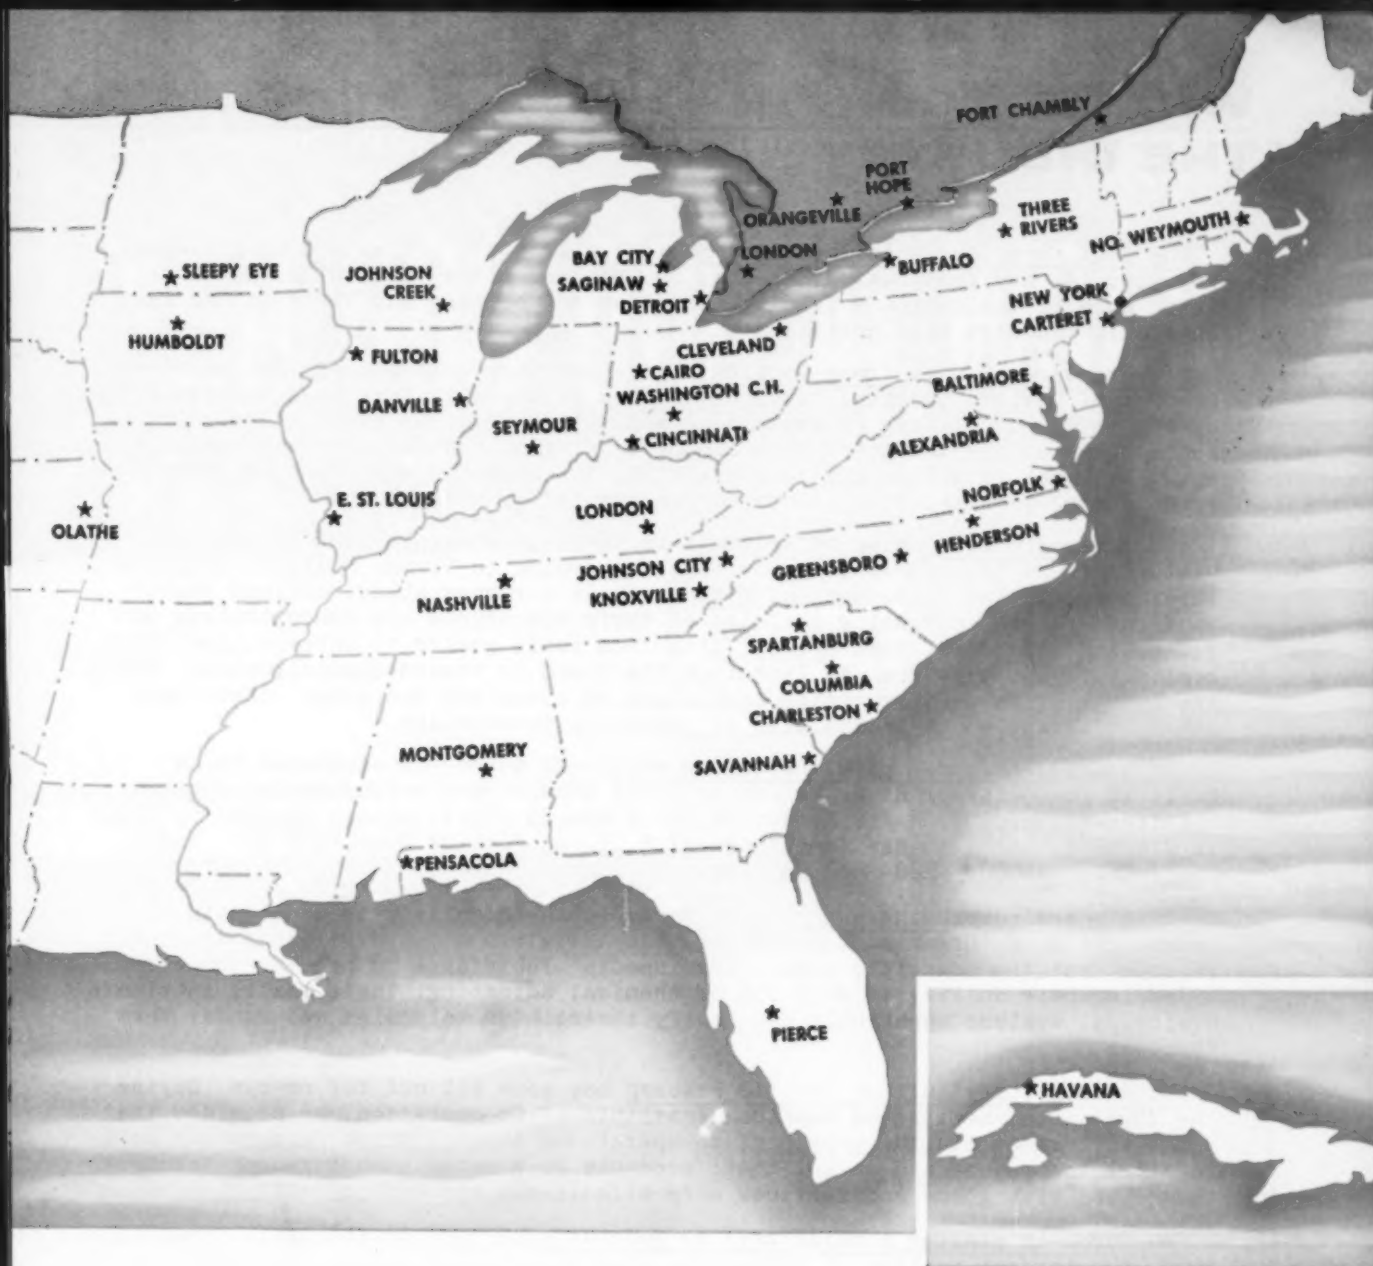 FORT CHAMBLY
PORT
HOPE
ORANGEVILLE
THREE
RIVERS
NO. WEYMOUTH
LONDON
BUFFALO
SLEEPY EYE
JOHNSON
CREEK
BAY CITY
SAGINAW
DETROIT
NEW YORK
CARTERET
HUMBOLDT
FULTON
CLEVELAND
CAIRO
WASHINGTON C.H.
BALTIMORE
DANVILLE
SEYMOUR
CINCINNATI
ALEXANDRIA
E. ST. LOUIS
LONDON
NORFOLK
OLATHE
HENDERSON
JOHNSON CITY
GREENSBORO
NASHVILLE
KNOXVILLE
SPARTANBURG
COLUMBIA
CHARLESTON
MONTGOMERY
SAVANNAH
PENSACOLA
PIERCE
HAVANA